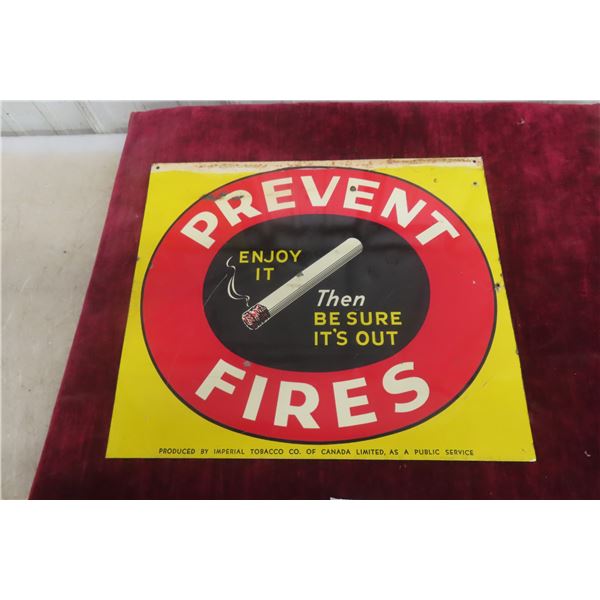 PREVENT
ENJOY
IT
Then
BE SURE
IT'S OUT
FIRES
PRODUCED BY IMPERIAL TOBACCO CO. OF CANADA LIMITED, AS A PUBLIC SERVICE